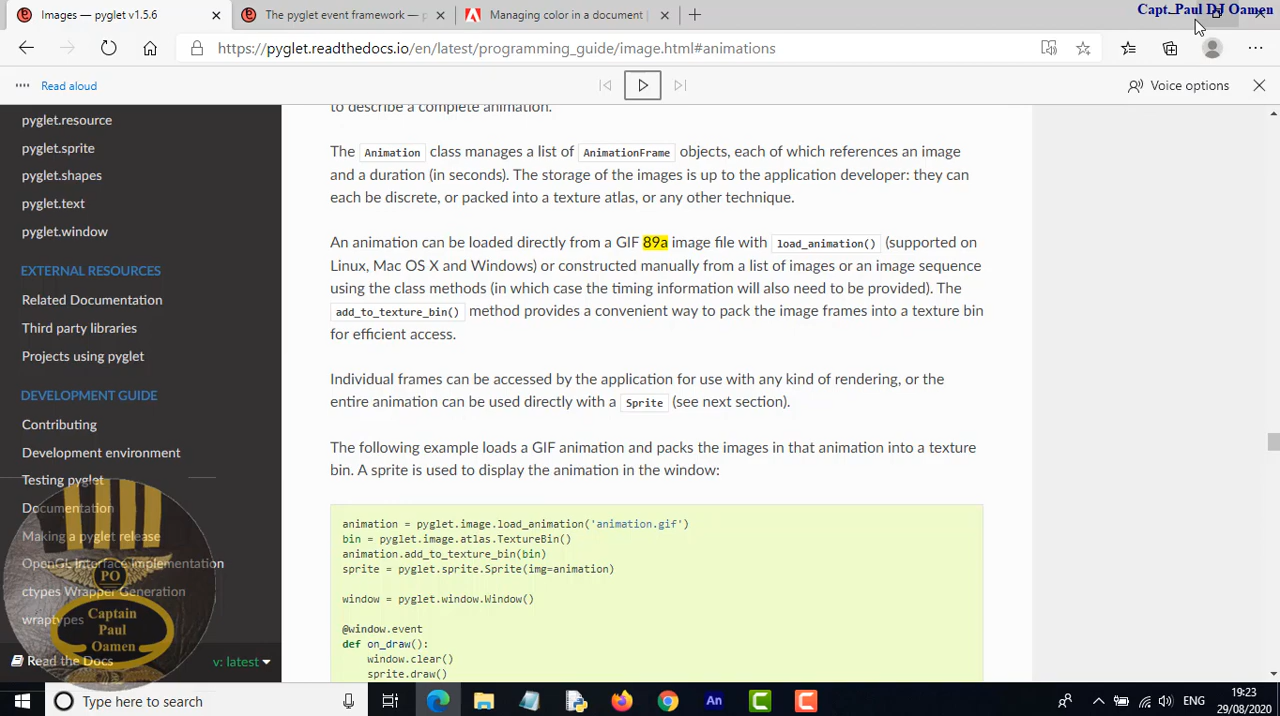 Images — pyglet v1.5.6
The pyglet event framework — p
Managing color in a document |
Capt. Paul DJ Oamen
https://pyglet.readthedocs.io/en/latest/programming_guide/image.html#animations
Read aloud
Voice options
to describe a complete animation.
pyglet.resource
pyglet.sprite
pyglet.shapes
pyglet.text
pyglet.window
EXTERNAL RESOURCES
Related Documentation
Third party libraries
Projects using pyglet
DEVELOPMENT GUIDE
Contributing
Development environment
Testing pyglet
Documentation
Making a pyglet release
OpenGL Interface Implementation
ctypes Wrapper Generation
wraptypes
Read the Docs
v: latest
PO
Captain
Paul
Oamen
The Animation class manages a list of AnimationFrame objects, each of which references an image
and a duration (in seconds). The storage of the images is up to the application developer: they can
each be discrete, or packed into a texture atlas, or any other technique.
An animation can be loaded directly from a GIF 89a image file with load_animation() (supported on
Linux, Mac OS X and Windows) or constructed manually from a list of images or an image sequence
using the class methods (in which case the timing information will also need to be provided). The
add_to_texture_bin() method provides a convenient way to pack the image frames into a texture bin
for efficient access.
Individual frames can be accessed by the application for use with any kind of rendering, or the
entire animation can be used directly with a Sprite (see next section).
The following example loads a GIF animation and packs the images in that animation into a texture
bin. A sprite is used to display the animation in the window:
animation = pyglet.image.load_animation('animation.gif')
bin = pyglet.image.atlas.TextureBin()
animation.add_to_texture_bin(bin)
sprite = pyglet.sprite.Sprite(img=animation)
window = pyglet.window.Window()
@window.event
def on_draw():
window.clear()
sprite.draw()
Type here to search
An
ENG
19:23
29/08/2020